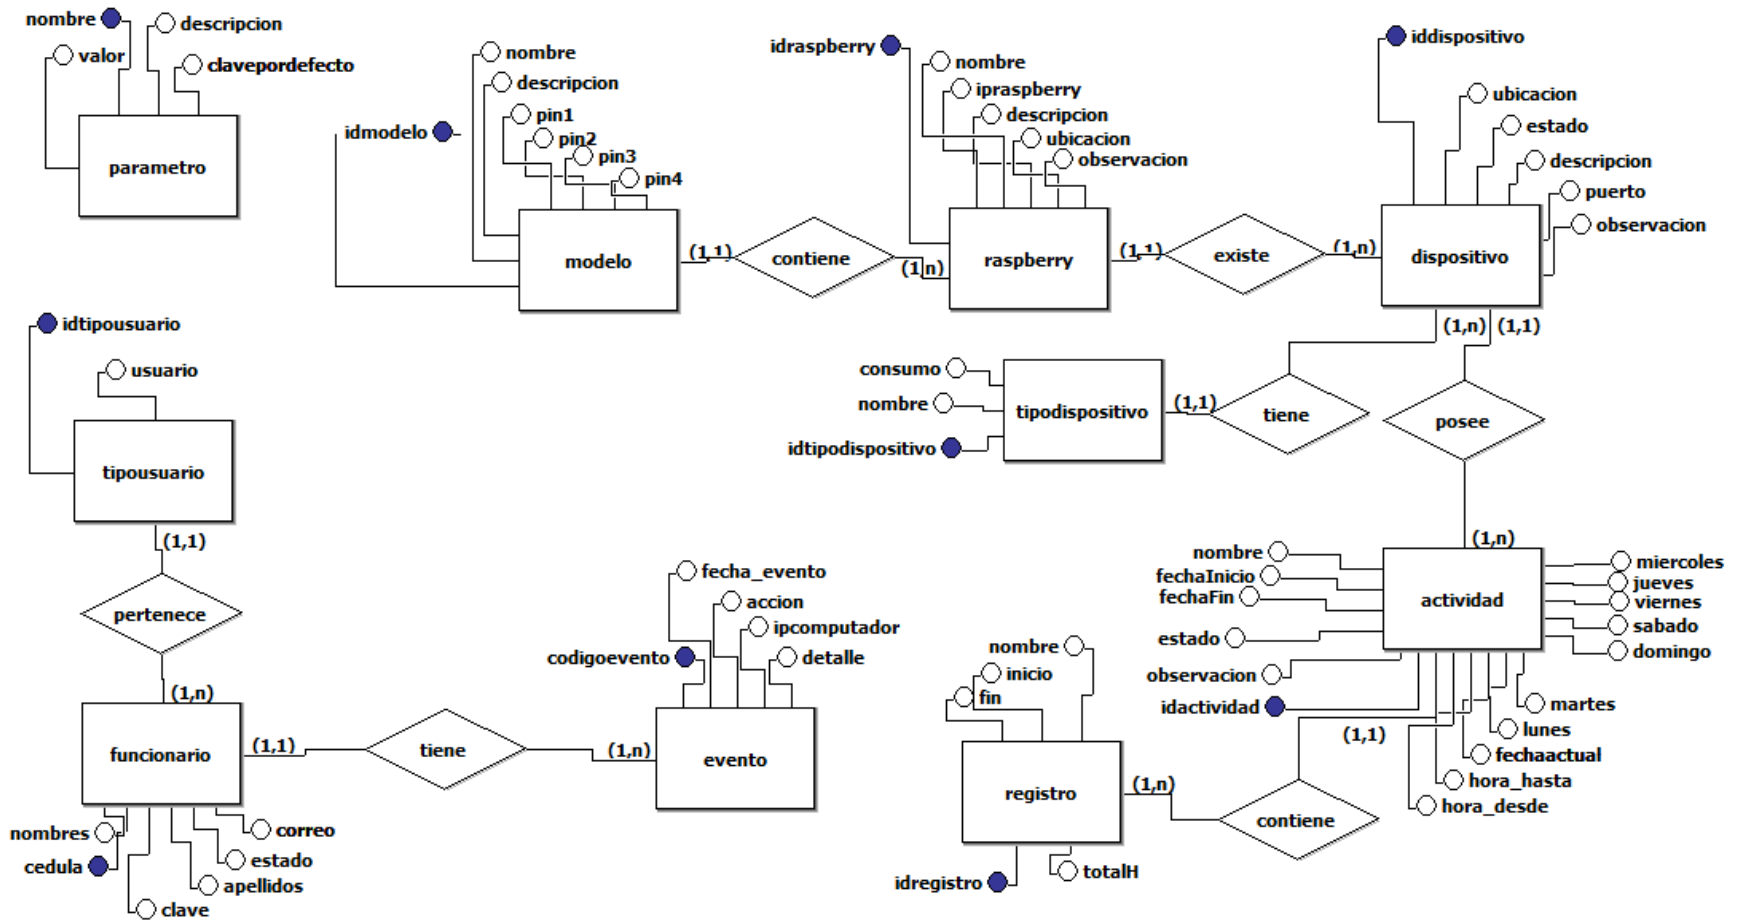 nombre
descripcion
valor
clavepordefecto
parametro
nombre
descripcion
pin1
idmodelo
pin2
pin3
pin4
modelo
(1,1)
contiene
(1,n)
idraspberry
nombre
ipraspberry
descripcion
ubicacion
observacion
raspberry
(1,1)
existe
(1,n)
iddispositivo
ubicacion
estado
descripcion
puerto
observacion
dispositivo
(1,n)
(1,1)
idtipousuario
usuario
tipousuario
(1,1)
pertenece
(1,n)
consumo
nombre
idtipodispositivo
tipodispositivo
(1,1)
tiene
posee
(1,n)
nombre
fechaInicio
fechaFin
estado
observacion
idactividad
actividad
miercoles
jueves
viernes
sabado
domingo
martes
lunes
fechaactual
hora_hasta
hora_desde
(1,1)
fecha_evento
accion
ipcomputador
codigoevento
detalle
evento
funcionario
(1,1)
tiene
(1,n)
nombres
cedula
clave
apellidos
estado
correo
nombre
inicio
fin
registro
(1,n)
contiene
idregistro
totalH